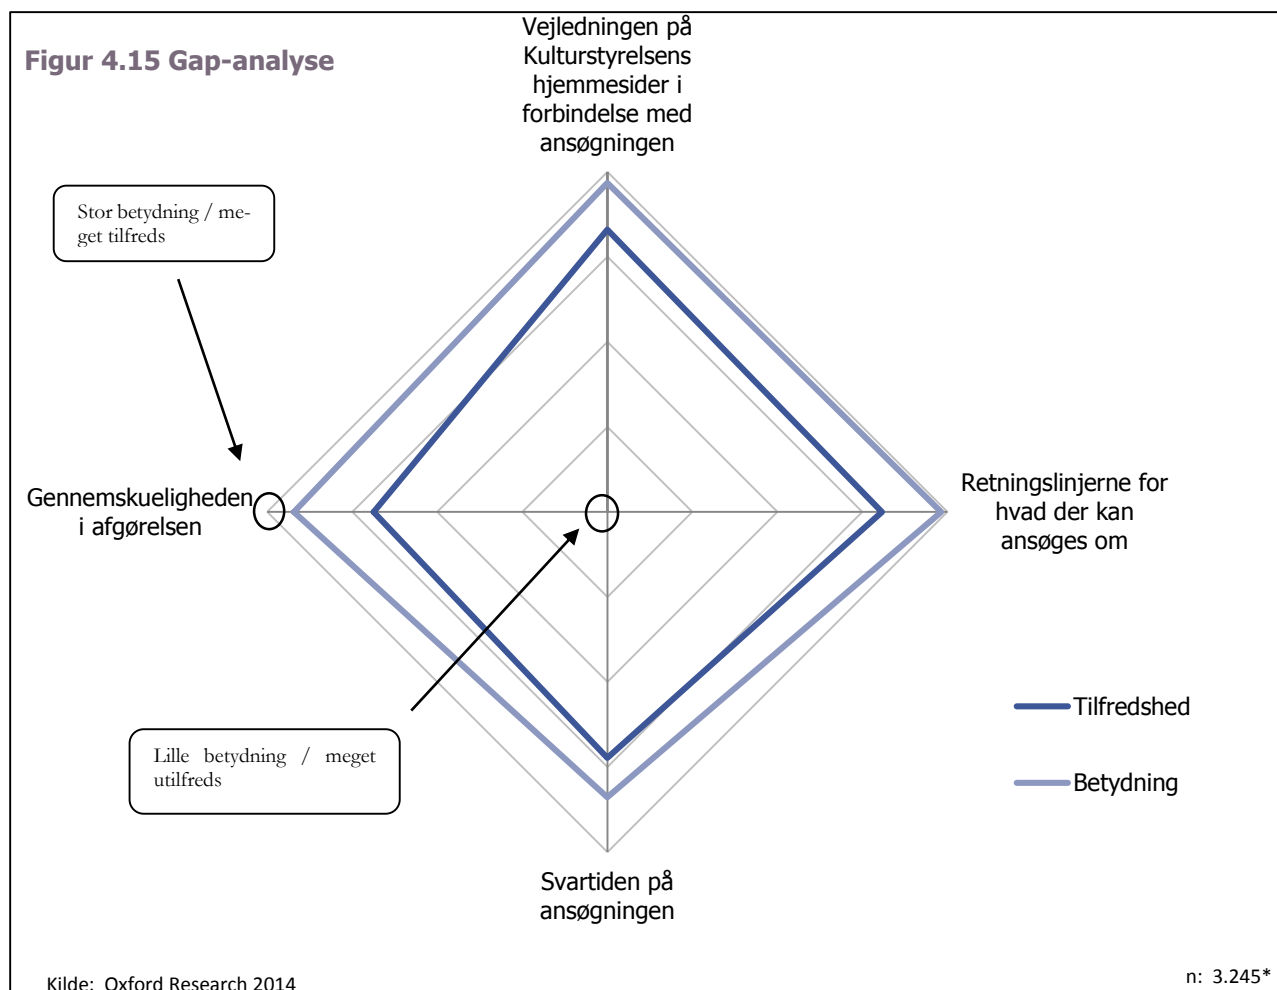 Figur 4.15 Gap-analyse
Vejledningen på
Kulturstyrelsens
hjemmesider i
forbindelse med
ansøgningen
Stor betydning / me-
get tilfreds
Gennemskueligheden
i afgørelsen
Retningslinjerne for
hvad der kan
ansøges om
Lille betydning / meget
utilfreds
Tilfredshed
Betydning
Svartiden på
ansøgningen
Kilde: Oxford Research 2014
n: 3.245*